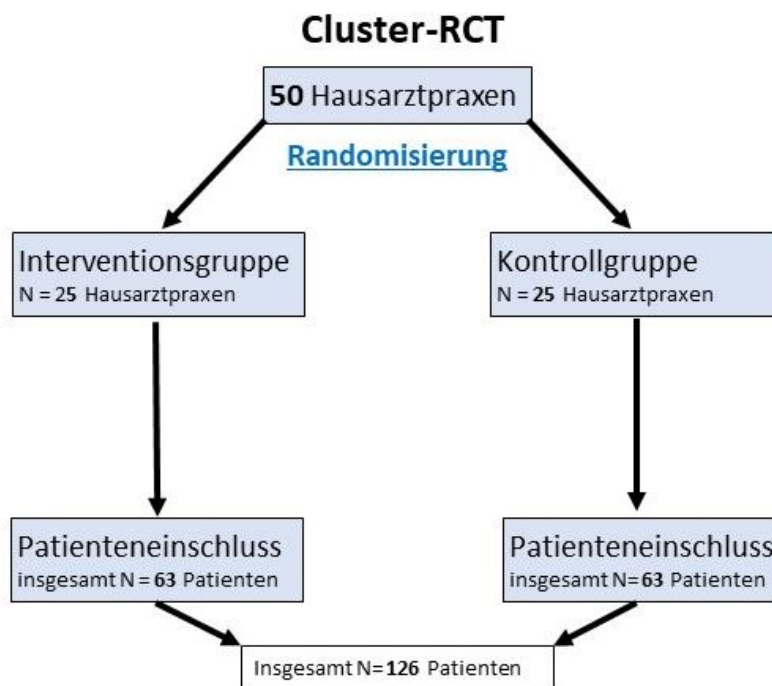 Cluster-RCT
50 Hausarztpraxen
Randomisierung
Interventionsgruppe
N = 25 Hausarztpraxen
Kontrollgruppe
N = 25 Hausarztpraxen
Patienteneinschluss
insgesamt N = 63 Patienten
Patienteneinschluss
insgesamt N= 63 Patienten
Insgesamt N= 126 Patienten